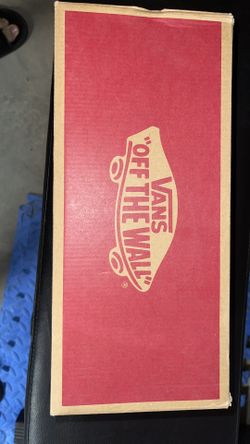 VANS
"OFF THE WALL"
®